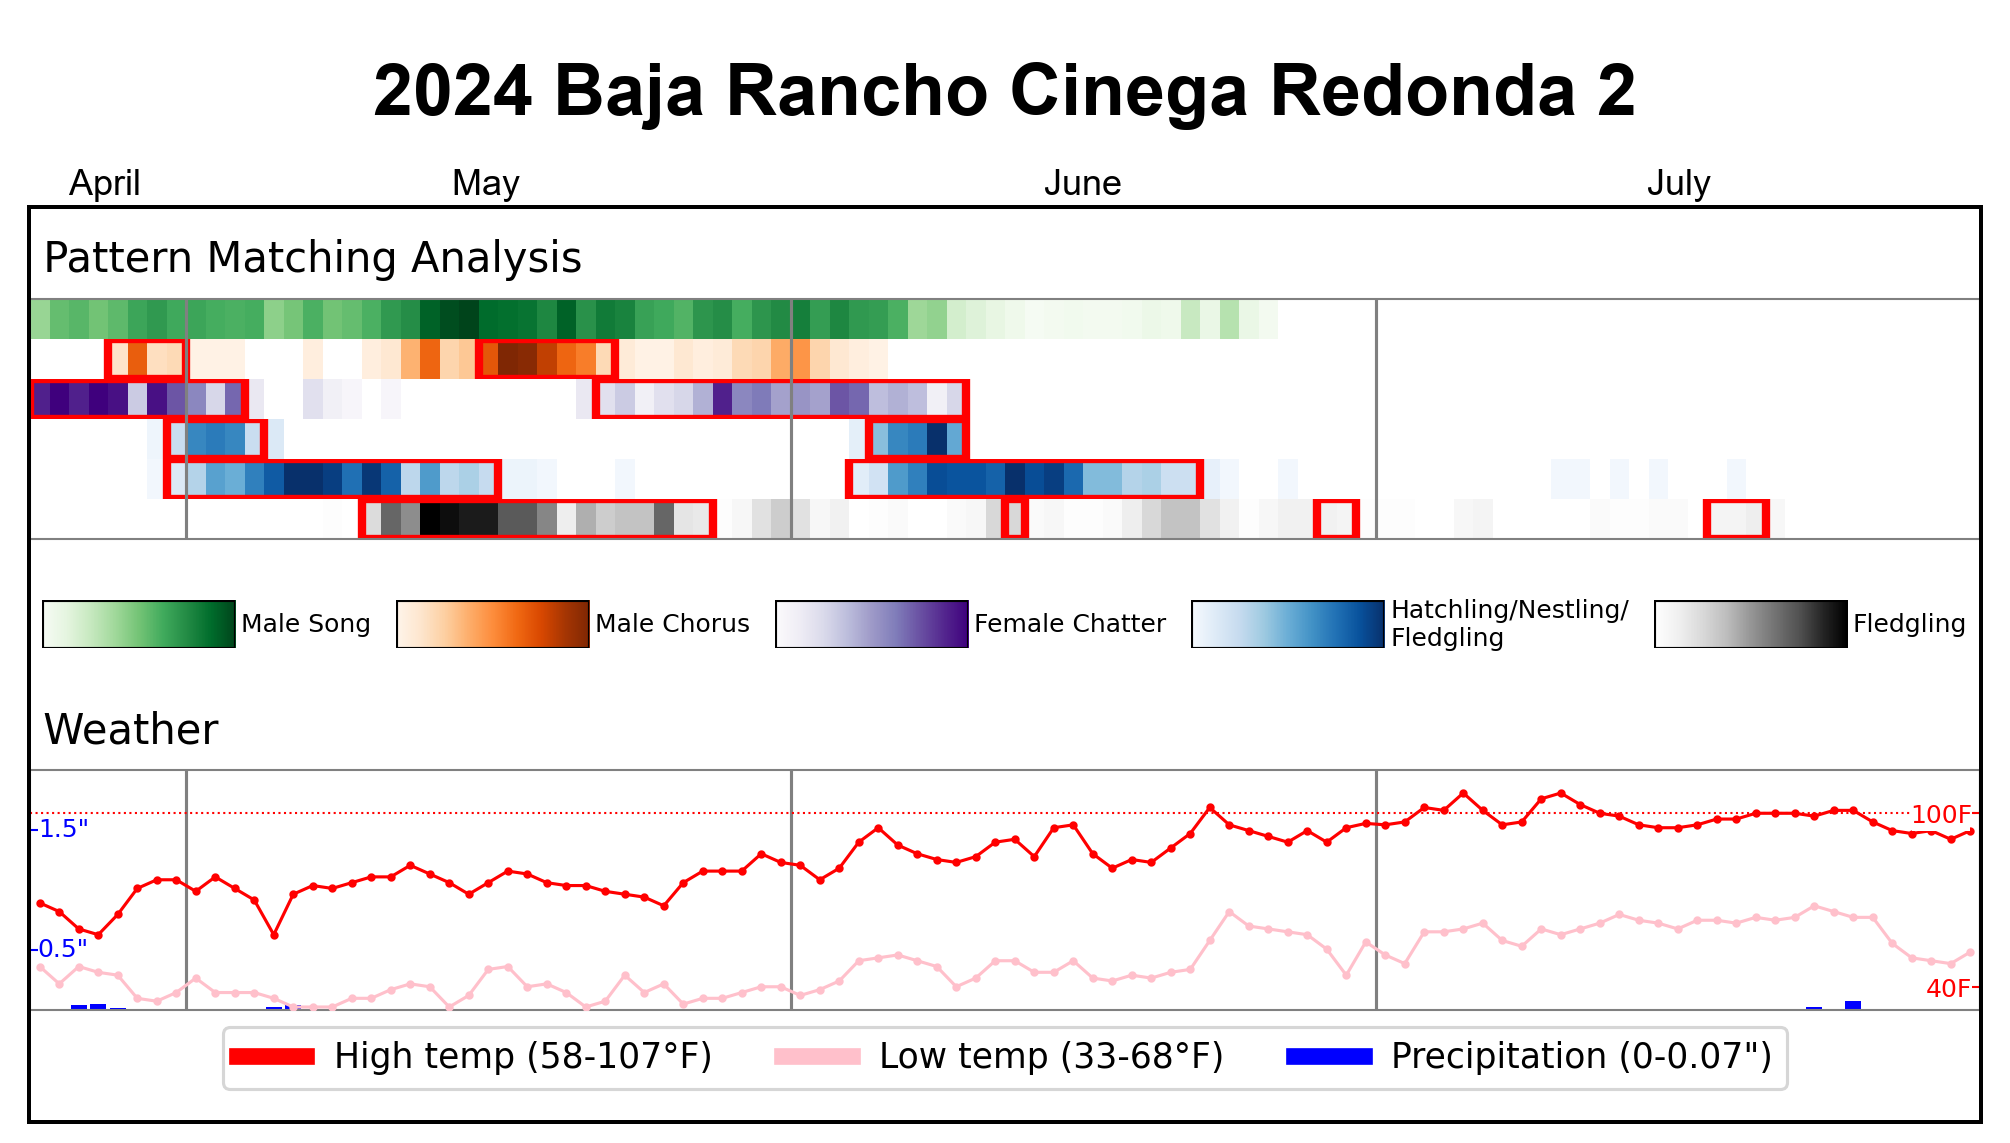 2024 Baja Rancho Cinega Redonda 2
April May June July
Pattern Matching Analysis
Male Song Male Chorus Female Chatter Hatchling/Nestling/
Fledgling Fledgling
Weather
1.5" 100F
0.5" 40F
High temp (58-107°F) Low temp (33-68°F) Precipitation (0-0.07")